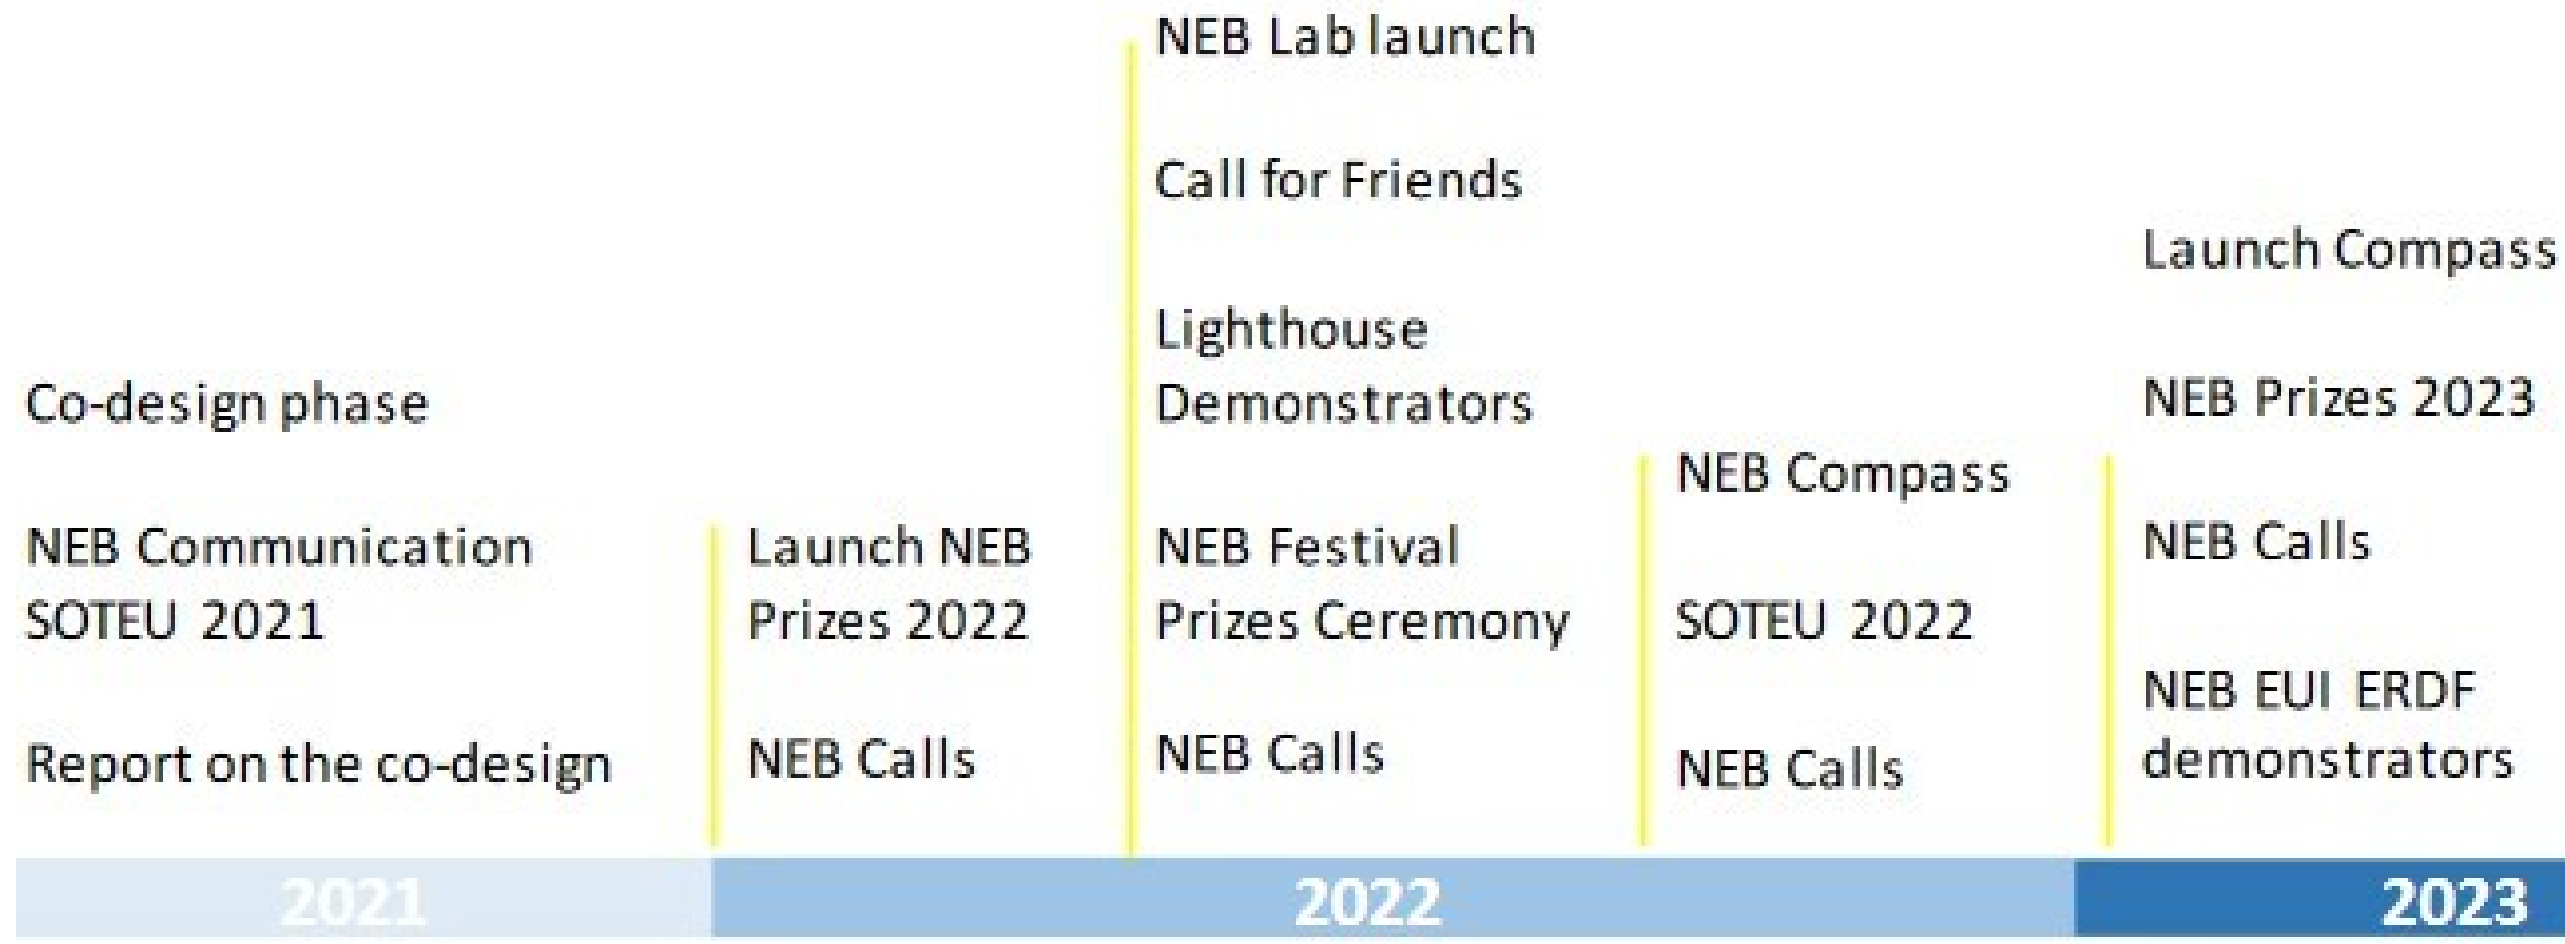 Co-design phase
NEB Communication
SOTEU 2021
Report on the co-design
Launch NEB
Prizes 2022
NEB Calls
NEB Lab launch
Call for Friends
Lighthouse
Demonstrators
NEB Festival
Prizes Ceremony
NEB Calls
NEB Compass
SOTEU 2022
NEB Calls
Launch Compass
NEB Prizes 2023
NEB Calls
NEB EUI ERDF
demonstrators
2021
2022
2023